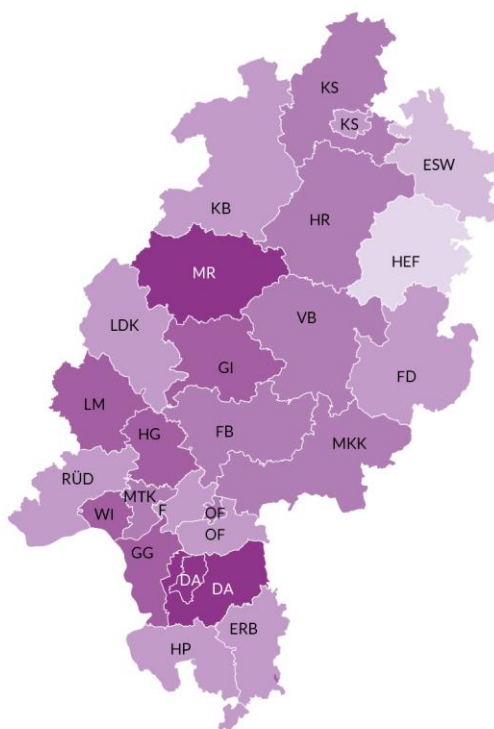 KS
KS
ESW
KB
HR
HEF
MR
VB
LDK
GI
FD
LM
HG
FB
MKK
RÜD
MTK
F
OF
WI
OF
GG
DA
DA
ERB
HP